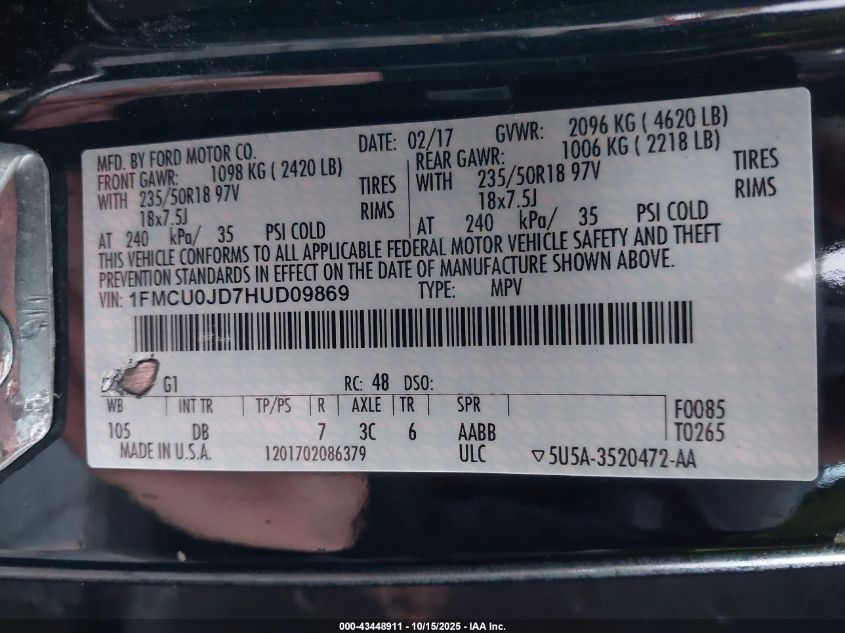 MFD. BY FORD MOTOR CO. DATE: 02/17 GVWR: 2096 KG ( 4620 LB)
FRONT GAWR: 1098 KG ( 2420 LB) REAR GAWR: 1006 KG ( 2218 LB)
WITH 235/50R18 97V TIRES WITH 235/50R18 97V TIRES
18x7.5J RIMS 18x7.5J RIMS
AT 240 kPa/ 35 PSI COLD AT 240 kPa/ 35 PSI COLD
THIS VEHICLE CONFORMS TO ALL APPLICABLE FEDERAL MOTOR VEHICLE SAFETY AND THEFT
PREVENTION STANDARDS IN EFFECT ON THE DATE OF MANUFACTURE SHOWN ABOVE.
VIN: 1FMCU0JD7HUD09869 TYPE: MPV
G1 RC: 48 DSO:
WB INT TR TP/PS R AXLE TR SPR F0085
105 DB 7 3C 6 AABB T0265
MADE IN U.S.A. 1201702086379 ULC ▽5U5A-3520472-AA
000-43448911 - 10/15/2025 - IAA Inc.